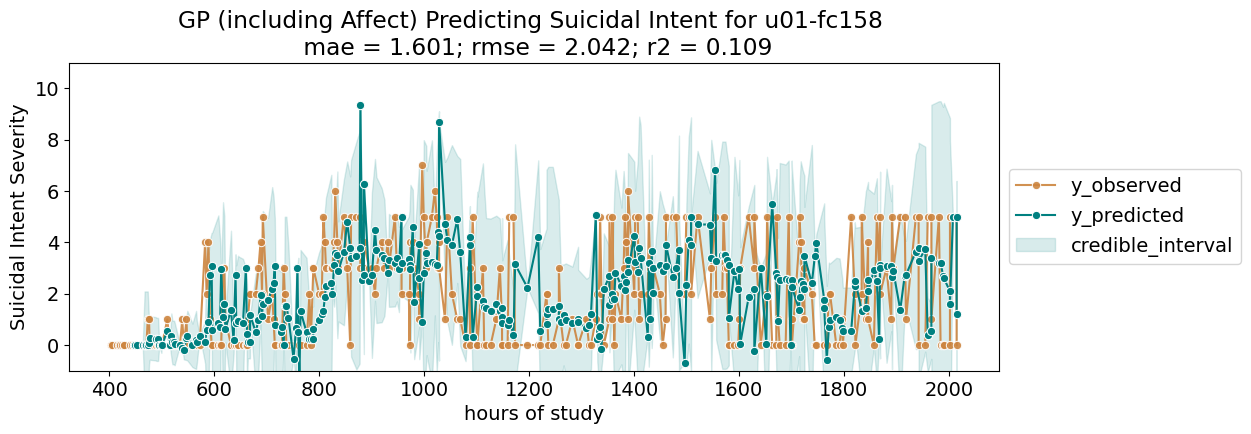 GP (including Affect) Predicting Suicidal Intent for u01-fc158
mae = 1.601; rmse = 2.042; r2 = 0.109
Suicidal Intent Severity
10
8
6
4
2
0
400 600 800 1000 1200 1400 1600 1800 2000
hours of study
y_observed
y_predicted
credible_interval